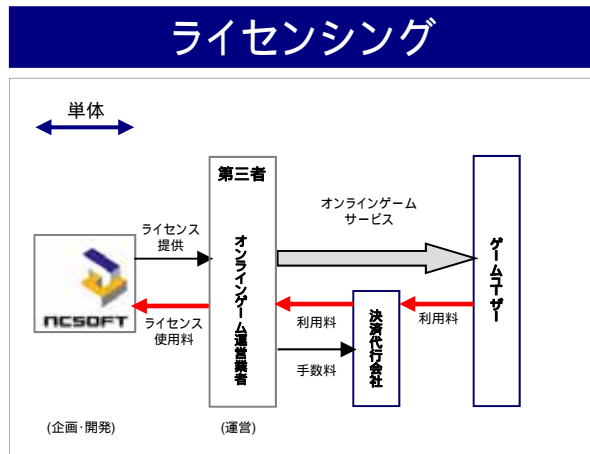 ライセンシング
単体
第三者
オンラインゲーム
サービス
ライセンス
提供
オンラインゲーム運営業者
ゲームユーザー
NCSOFT
ライセンス
使用料
利用料
決済代行会社
利用料
手数料
(企画・開発)
(運営)